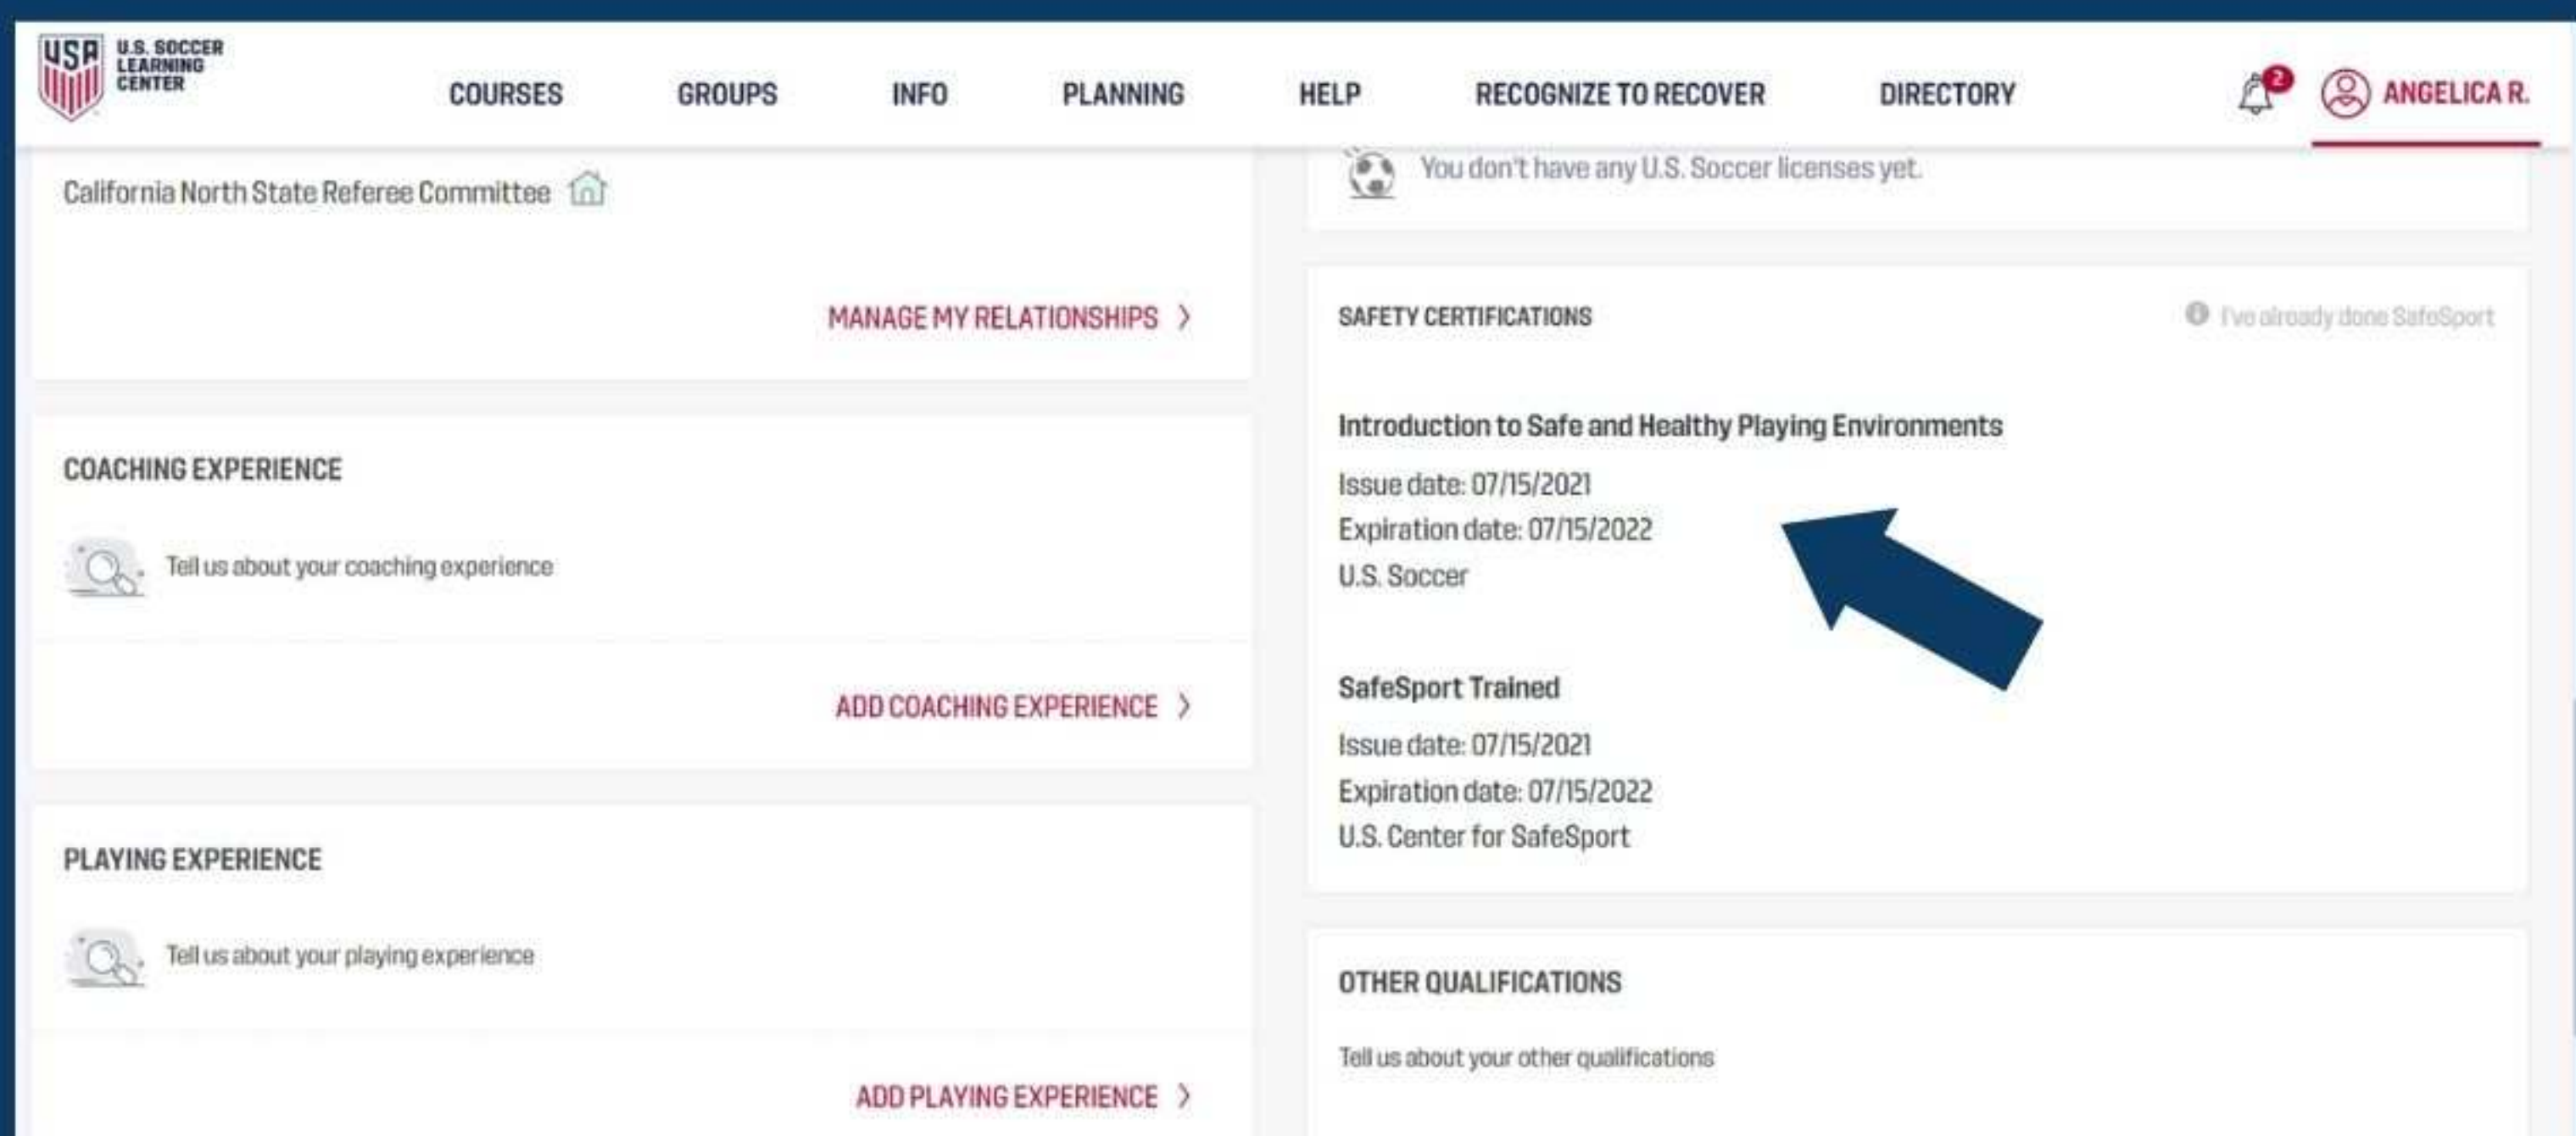 USA
U.S. SOCCER
LEARNING
CENTER
COURSES
GROUPS
INFO
PLANNING
HELP
RECOGNIZE TO RECOVER
DIRECTORY
2
ANGELICA R.
California North State Referee Committee
MANAGE MY RELATIONSHIPS >
COACHING EXPERIENCE
Tell us about your coaching experience
ADD COACHING EXPERIENCE >
PLAYING EXPERIENCE
Tell us about your playing experience
ADD PLAYING EXPERIENCE >
You don't have any U.S. Soccer licenses yet.
SAFETY CERTIFICATIONS
I've already done SafeSport
Introduction to Safe and Healthy Playing Environments
Issue date: 07/15/2021
Expiration date: 07/15/2022
U.S. Soccer
SafeSport Trained
Issue date: 07/15/2021
Expiration date: 07/15/2022
U.S. Center for SafeSport
OTHER QUALIFICATIONS
Tell us about your other qualifications